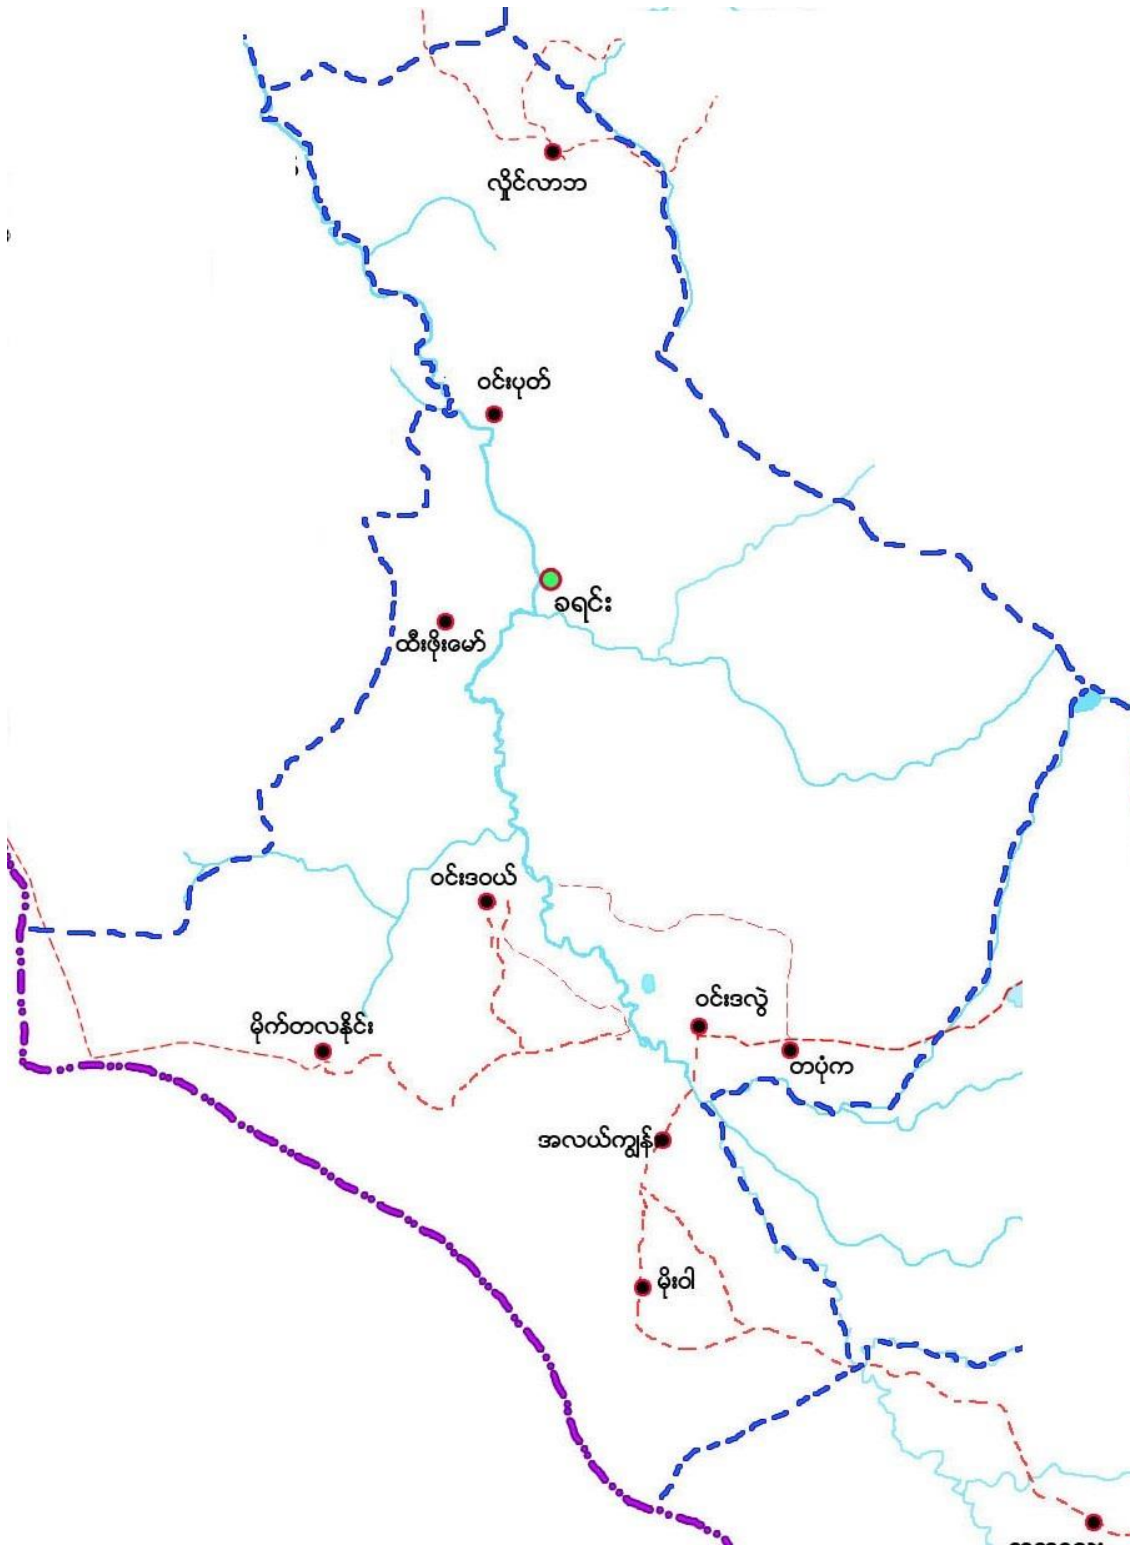 လှိုင်လာဘ
ဝင်းပုတ်
ခရင်း
ထီးဖိုးမော်
ဝင်းဒဝယ်
ဝင်းဒလွဲ
မိုက်တလနိုင်း
တပုံက
အလယ်ကျွန်
မိုးဝါ